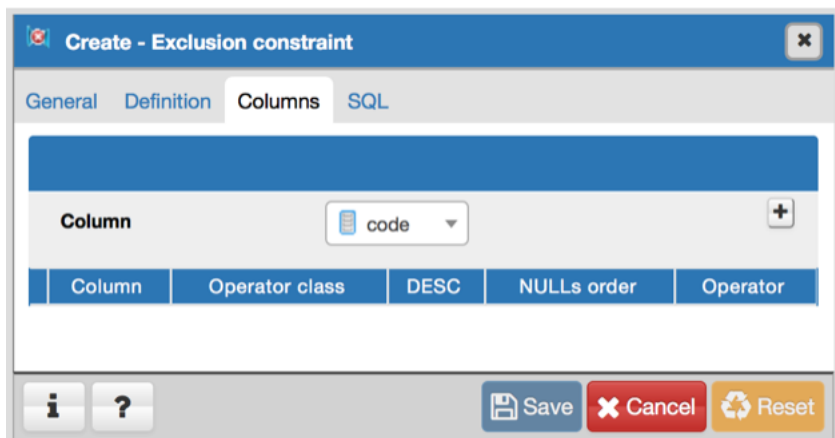 Create - Exclusion constraint
General Definition Columns SQL
Column code
Column Operator class DESC NULLs order Operator
i ? Save Cancel Reset